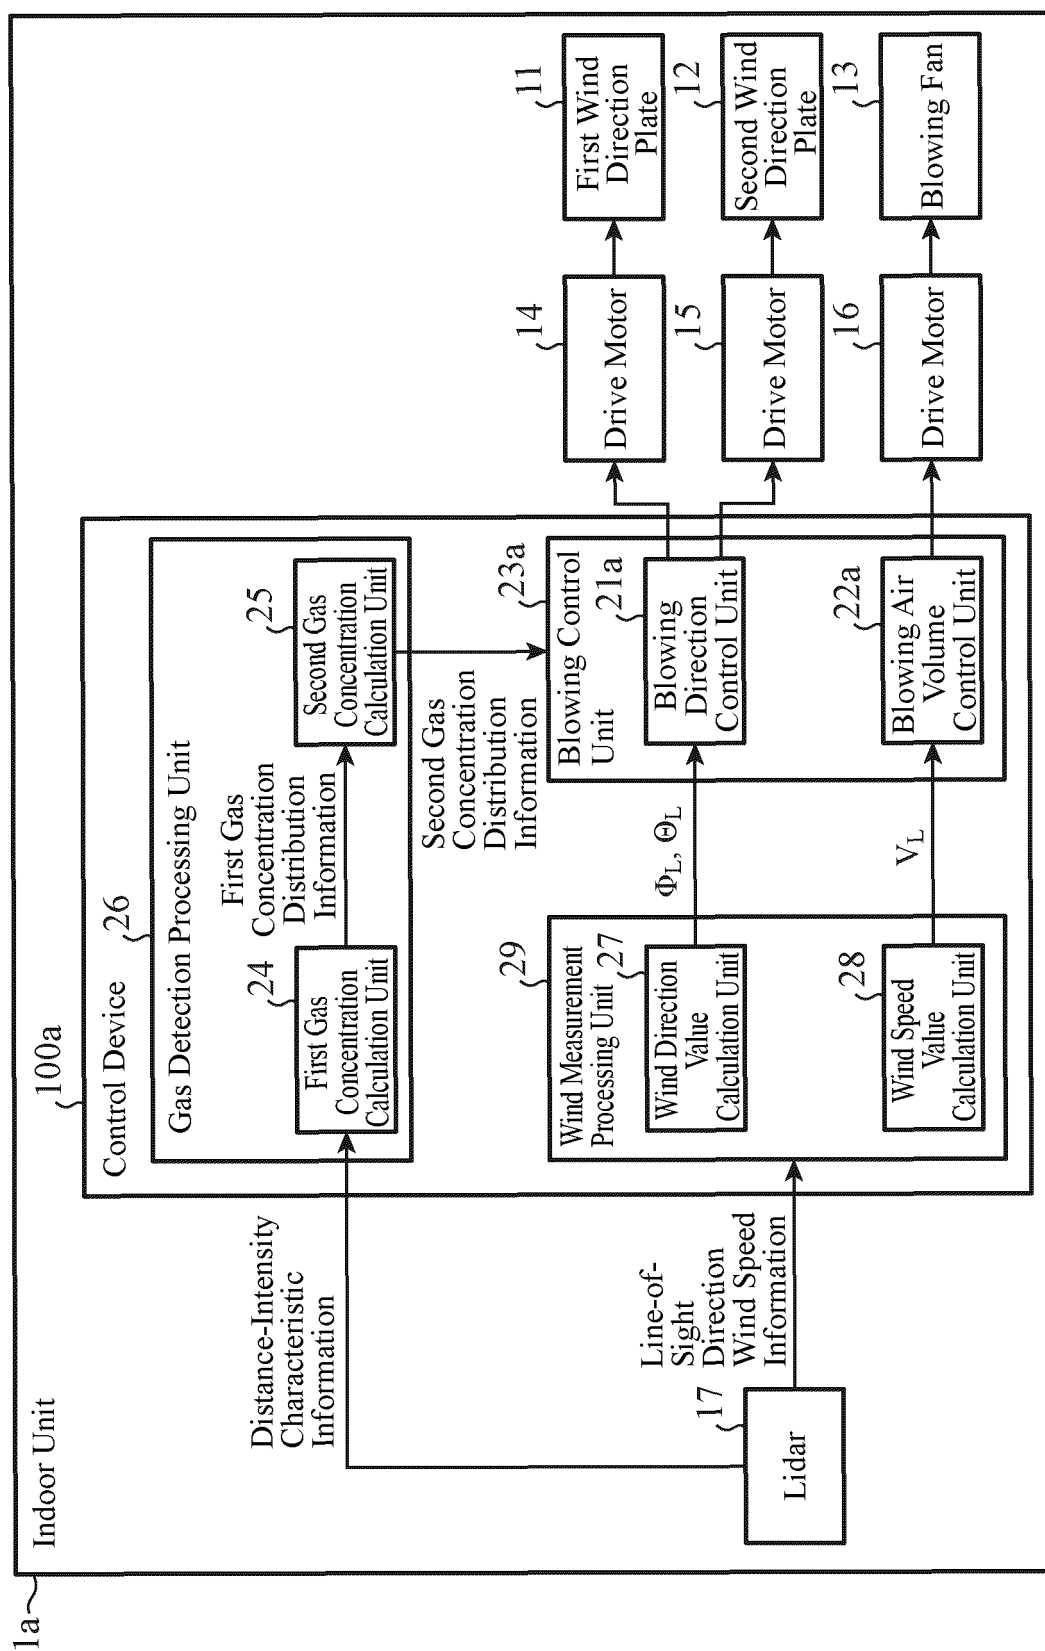 1a
Indoor Unit
100a
Control Device
26
Gas Detection Processing Unit
24
First Gas
Concentration
Calculation Unit
First Gas
Concentration
Distribution
Information
25
Second Gas
Concentration
Calculation Unit
Distance-Intensity
Characteristic
Information
Second Gas
Concentration
Distribution
Information
17
Lidar
Line-of-
Sight
Direction
Wind Speed
Information
29
Wind Measurement
Processing Unit
27
Wind Direction
Value
Calculation Unit
28
Wind Speed
Value
Calculation Unit
ΦL, ΘL
VL
23a
Blowing Control
Unit
21a
Blowing
Direction
Control Unit
22a
Blowing Air
Volume
Control Unit
14
Drive Motor
11
First Wind
Direction
Plate
15
Drive Motor
12
Second Wind
Direction
Plate
16
Drive Motor
13
Blowing Fan